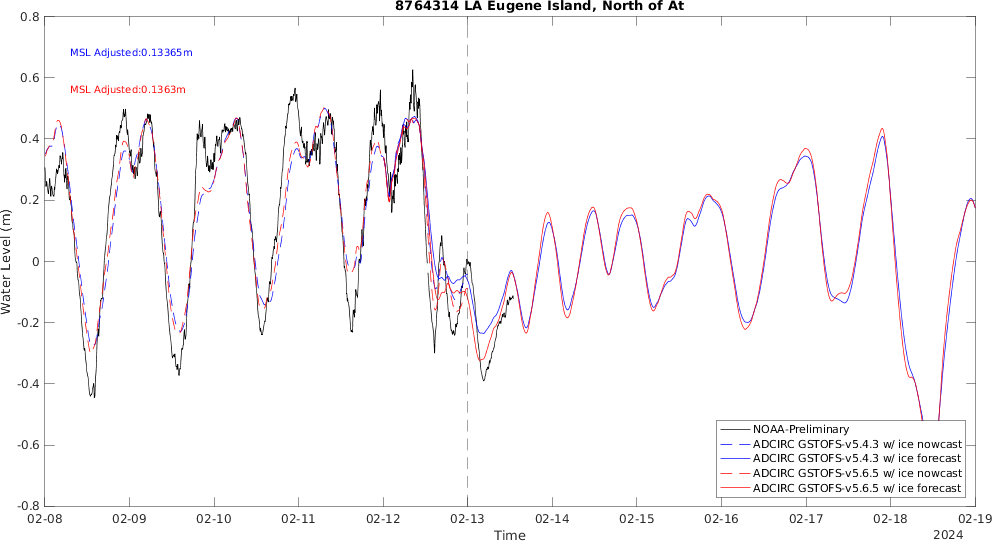 8764314 LA Eugene Island, North of At
MSL Adjusted:0.13365m
MSL Adjusted:0.1363m
Water Level (m)
0.8
0.6
0.4
0.2
0
-0.2
-0.4
-0.6
-0.8
NOAA-Preliminary
ADCIRC GSTOFS-v5.4.3 w/ ice nowcast
ADCIRC GSTOFS-v5.4.3 w/ ice forecast
ADCIRC GSTOFS-v5.6.5 w/ ice nowcast
ADCIRC GSTOFS-v5.6.5 w/ ice forecast
02-08 02-09 02-10 02-11 02-12 02-13 02-14 02-15 02-16 02-17 02-18 02-19
Time
2024